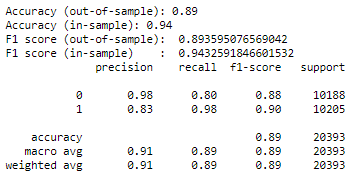 Accuracy (out-of-sample): 0.89
Accuracy (in-sample): 0.94
F1 score (out-of-sample): 0.893595076569042
F1 score (in-sample)    : 0.9432591846601532
              precision    recall  f1-score   support

           0       0.98      0.80      0.88     10188
           1       0.83      0.98      0.90     10205

    accuracy                           0.89     20393
   macro avg       0.91      0.89      0.89     20393
weighted avg       0.91      0.89      0.89     20393